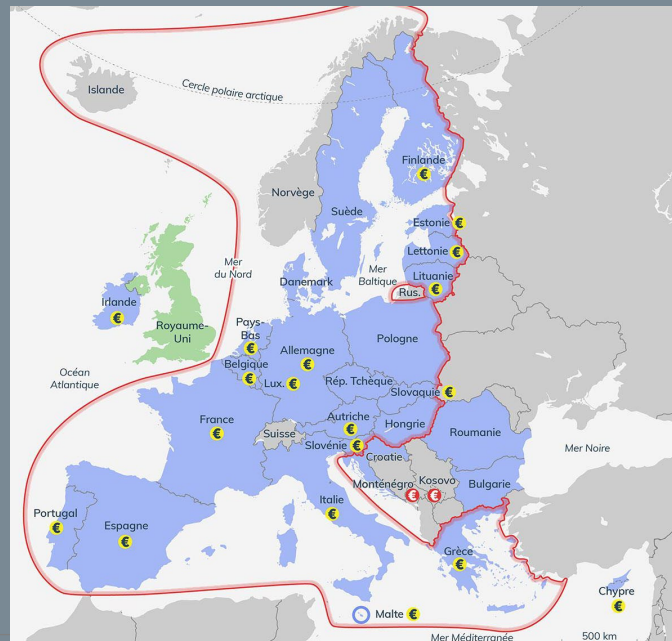 Islande
Cercle polaire arctique
Finlande
€
Norvège
Suède
Estonie €
Lettonie €
Mer
du Nord
Mer
Baltique
Lituanie
€
Danemark
Rus.
Irlande
€
Royaume-
Uni
Pays-
Bas
€
Pologne
Allemagne
€
Océan
Atlantique
Belgique
€
Lux. €
Rép. Tchèque
Slovaquie €
France
€
Autriche
€
Hongrie
Suisse
Slovénie €
Roumanie
Mer Noire
Croatie
Monténégro
€
Kosovo
€
Bulgarie
Italie
€
Portugal
€
Espagne
€
Grèce
€
Chypre
€
Malte €
Mer Méditerranée
500 km